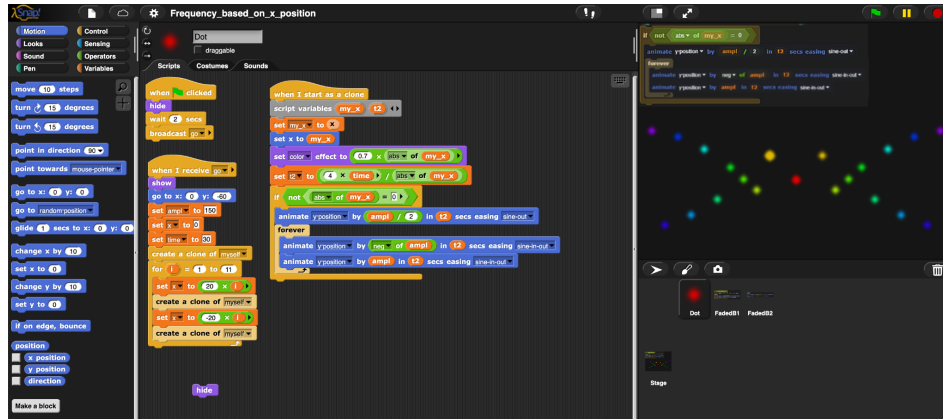 Snap!
Frequency_based_on_x_position
Motion
Control
Looks
Sensing
Sound
Operators
Pen
Variables
move 10 steps
turn 15 degrees
turn 15 degrees
point in direction 90
point towards mouse-pointer
go to x: 0 y: 0
go to random position
glide 1 secs to x: 0 y: 0
change x by 10
set x to 0
change y by 10
set y to 0
if on edge, bounce
position
x position
y position
direction
Make a block
Dot
draggable
Scripts
Costumes
Sounds
when clicked
hide
wait 2 secs
broadcast go
when I receive go
show
go to x: 0 y: -60
set ampl to 150
set x to 0
set time to 30
create a clone of myself
for i = 1 to 11
set x to 20 × i
create a clone of myself
set x to -20 × i
create a clone of myself
hide
when I start as a clone
script variables my_x t2
set my_x to x
set x to my_x
set color effect to 0.7 × abs of my_x
set t2 to 4 × time / abs of my_x
if not abs of my_x = 0
animate y-position by ampl / 2 in t2 secs easing sine-out
forever
animate y-position by neg of ampl in t2 secs easing sine-in-out
animate y-position by ampl in t2 secs easing sine-in-out
if not abs of my_x = 0
animate y-position by ampl / 2 in t2 secs easing sine-out
forever
animate y-position by neg of ampl in t2 secs easing sine-in-out
animate y-position by ampl in t2 secs easing sine-in-out
Dot
FadedB1
FadedB2
Stage